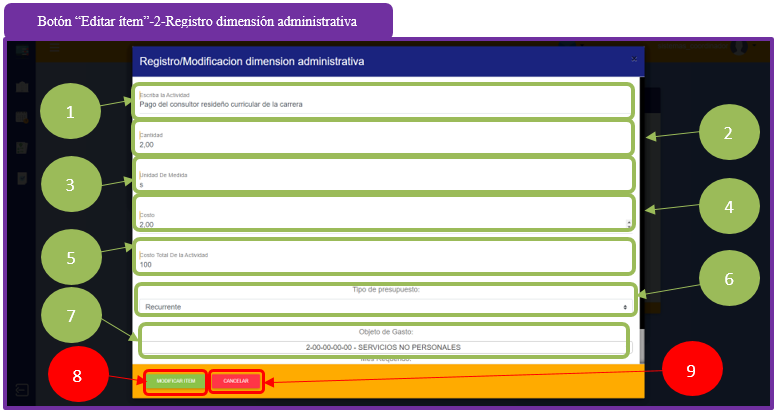 Botón “Editar ítem”-2-Registro dimensión administrativa
Registro/Modificacion dimension administrativa
x
1
Escriba la Actividad
Pago del consultor resideño curricular de la carrera
2
Cantidad
2,00
3
Unidad De Medida
s
4
Costo
2,00
5
Costo Total De la Actividad
100
6
Tipo de presupuesto:
Recurrente
7
Objeto de Gasto:
2-00-00-00-00 - SERVICIOS NO PERSONALES
Mes Requerido:
8
MODIFICAR ITEM
CANCELAR
9